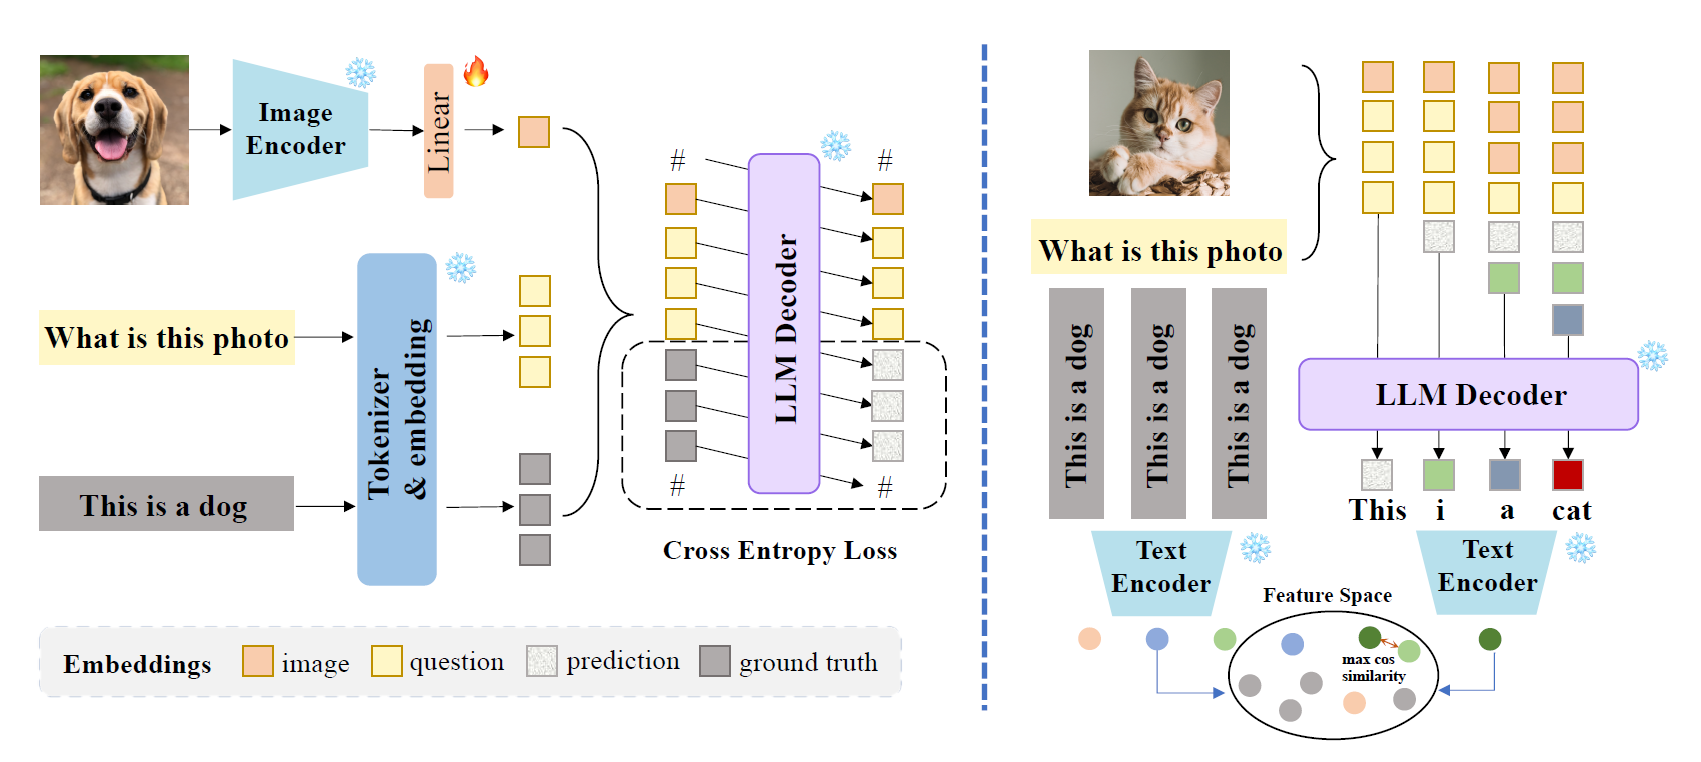 Image
Encoder
Linear
What is this photo
This is a dog
Tokenizer
& embedding
#
#
LLM Decoder
#
#
Cross Entropy Loss
Embeddings
image
question
prediction
ground truth
What is this photo
This is a dog
This is a dog
This is a dog
LLM Decoder
This i a cat
Text
Encoder
Text
Encoder
Feature Space
max cos
similarity